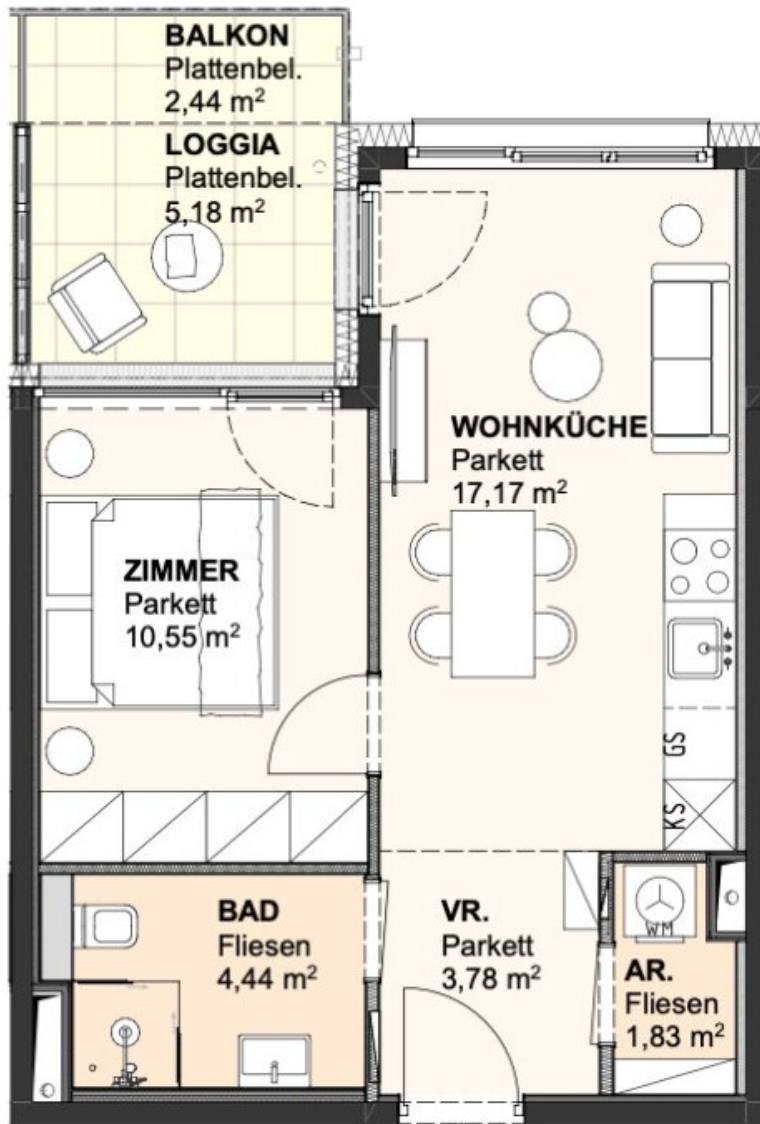 BALKON
Plattenbel.
2,44 m²
LOGGIA
Plattenbel.
5,18 m²
WOHNKÜCHE
Parkett
17,17 m²
ZIMMER
Parkett
10,55 m²
GS
KS
BAD
Fliesen
4,44 m²
VR.
Parkett
3,78 m²
WM
AR.
Fliesen
1,83 m²